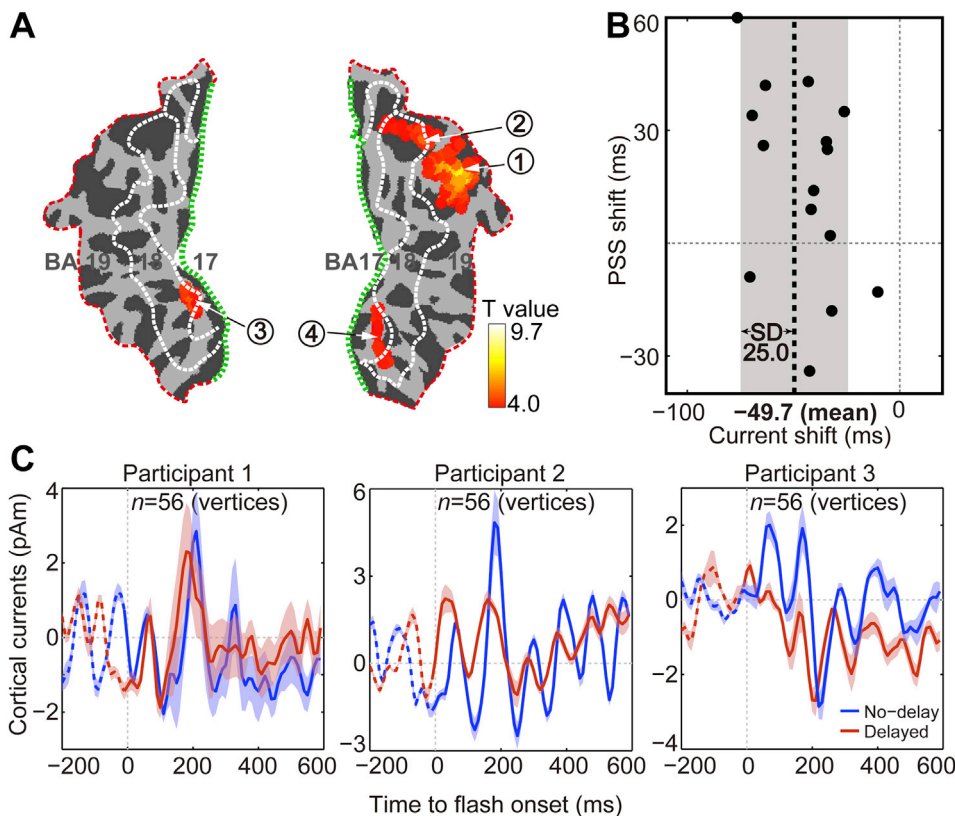 A
②
①
BA 19 18 17
BA17 18 19
③
④
T value
9.7
4.0
B
PSS shift (ms)
60
30
−30
SD
25.0
−100
−49.7 (mean)
0
Current shift (ms)
C
Cortical currents (pAm)
Participant 1
n=56 (vertices)
4
2
0
−2
−200 0 200 400 600
Participant 2
n=56 (vertices)
6
3
0
−3
−200 0 200 400 600
Participant 3
n=56 (vertices)
2
0
−2
−4
No−delay
Delayed
−200 0 200 400 600
Time to flash onset (ms)